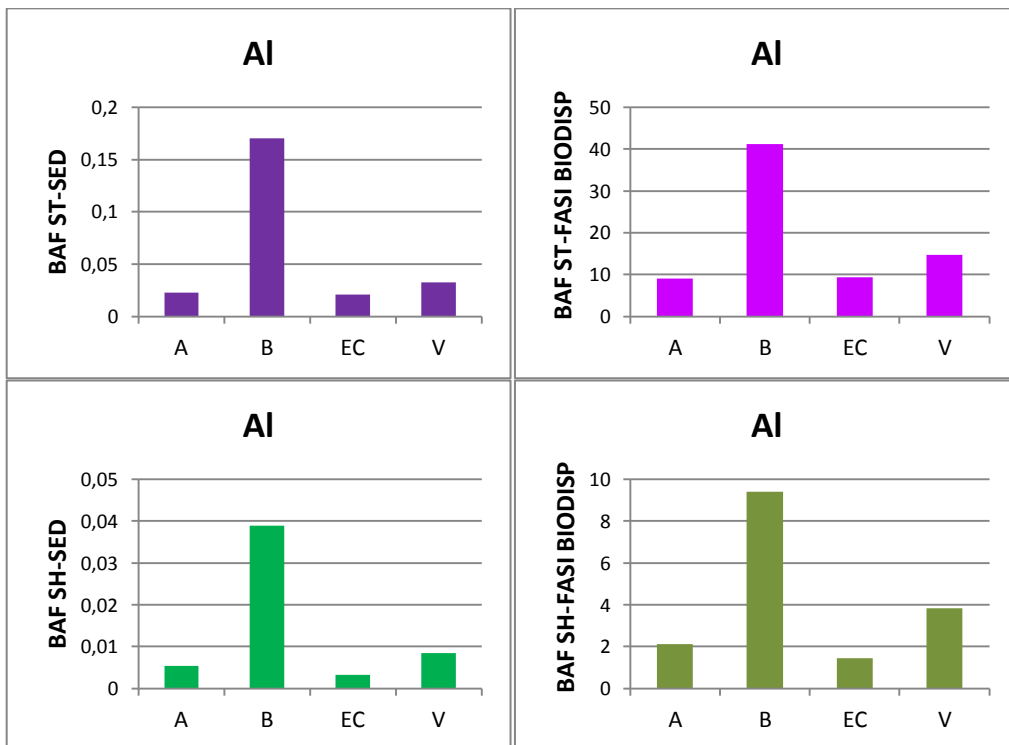 Al
BAF ST-SED
0,2
0,15
0,1
0,05
0
A B EC V
Al
BAF ST-FASI BIODISP
50
40
30
20
10
0
A B EC V
Al
BAF SH-SED
0,05
0,04
0,03
0,02
0,01
0
A B EC V
Al
BAF SH-FASI BIODISP
10
8
6
4
2
0
A B EC V